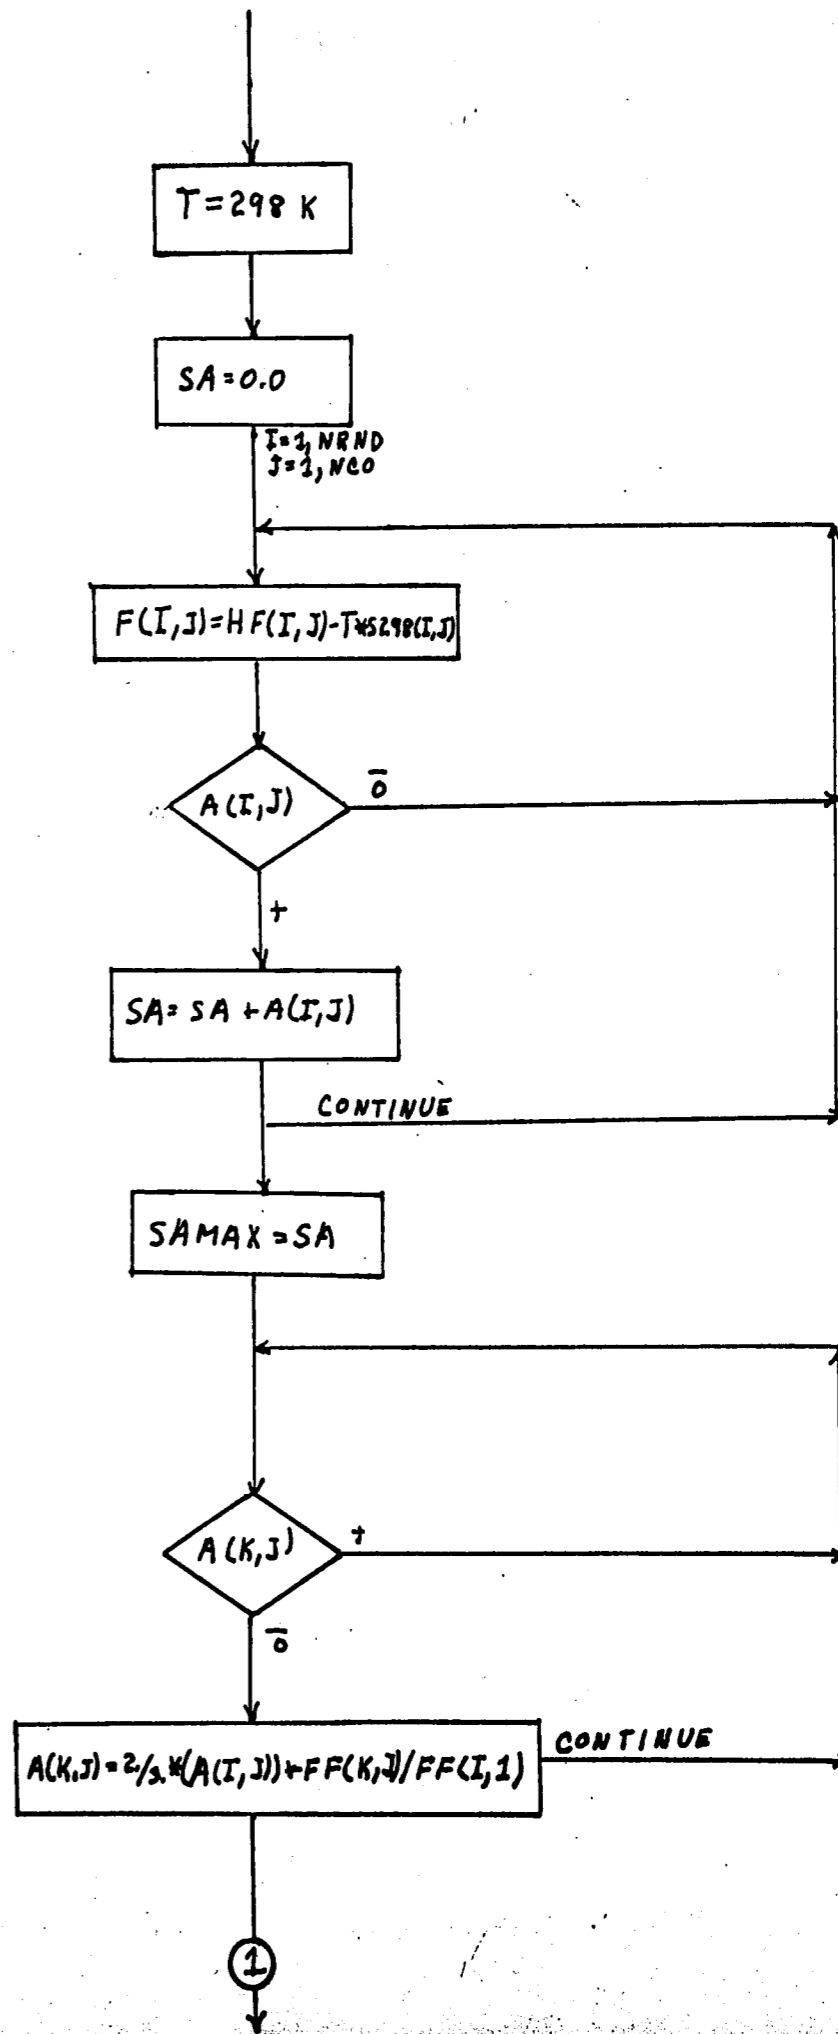 T=298 K
SA=0.0
I=1, NRND
J=1, NCO
F(I,J)=HF(I,J)-T*S298(I,J)
A(I,J)
0̅
+
SA= SA +A(I,J)
CONTINUE
SAMAX =SA
A(K,J)
+
0̅
A(K,J)=2/3.*(A(I,J))+FF(K,J)/FF(I,1)
CONTINUE
1